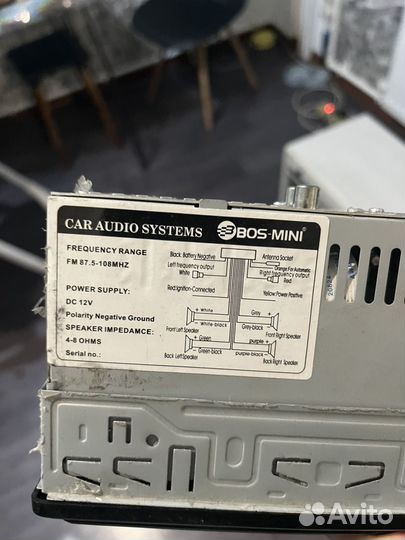 CAR AUDIO SYSTEMS
BOS-MINI®
FREQUENCY RANGE
FM 87.5-108MHZ
POWER SUPPLY:
DC 12V
Polarity Negative Ground
SPEAKER IMPEDAMCE:
4-8 OHMS
Serial no.:
Black: Battery Negative
Left frequency output
White
Red:Ignition-Connected
Antenna Socket
Orange:For Automatic
Right frequency output
Red
Yellow:Power Positive
+ White
- White-black
Front Left Speaker
Grey +
Grey-black -
Front Right Speaker
+ Green
- Green-black
Back Left Speaker
purple +
purple-black -
Back Right Speaker
Avito